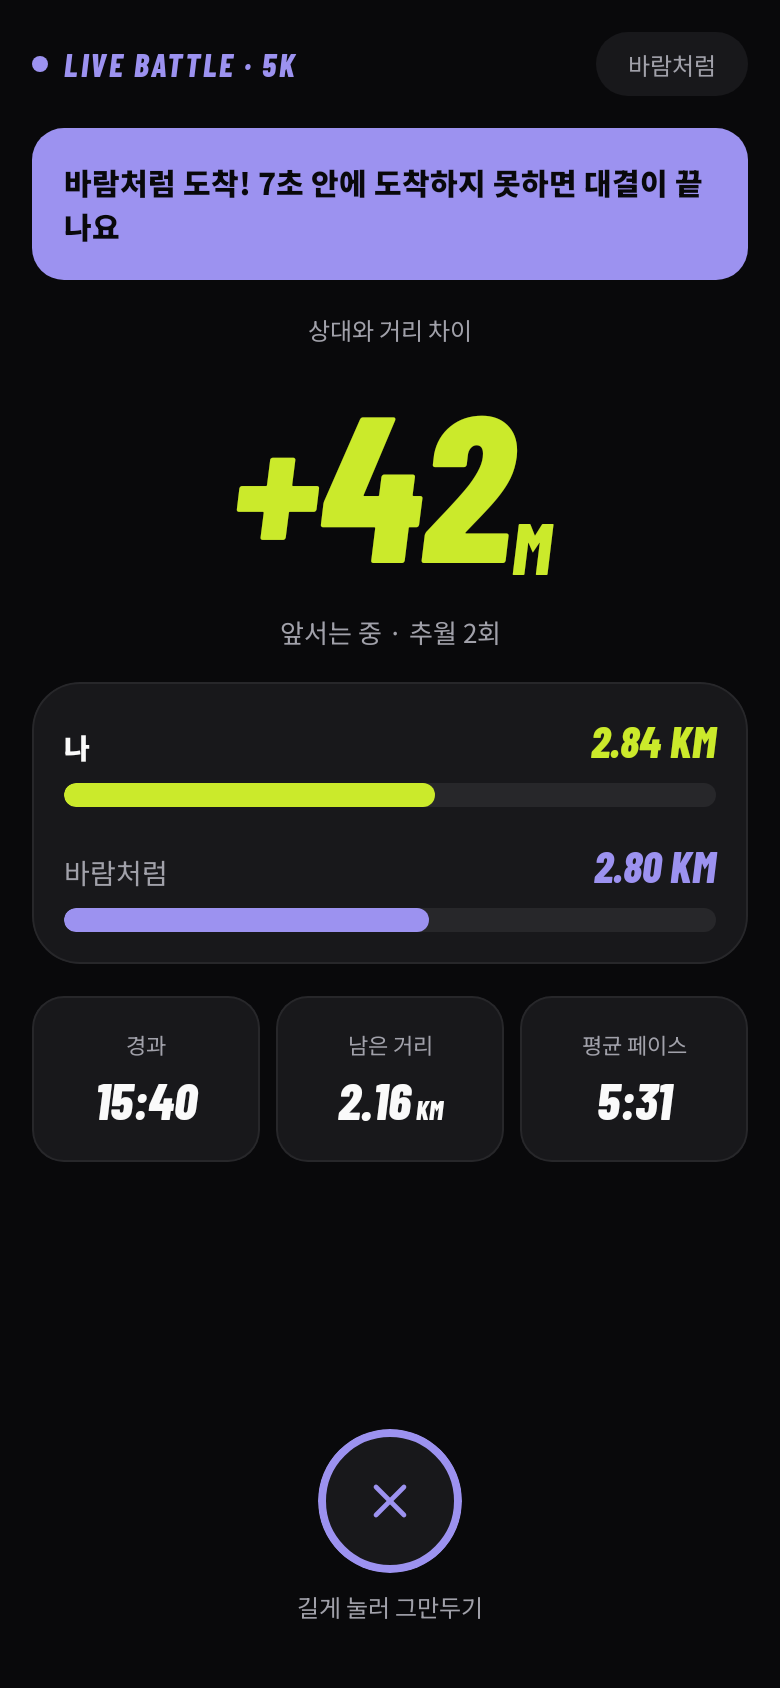 LIVE BATTLE · 5K
바람처럼
바람처럼 도착! 7초 안에 도착하지 못하면 대결이 끝
나요
상대와 거리 차이
+42M
앞서는 중 · 추월 2회
나
2.84 KM
바람처럼
2.80 KM
경과
15:40
남은 거리
2.16 KM
평균 페이스
5:31
길게 눌러 그만두기